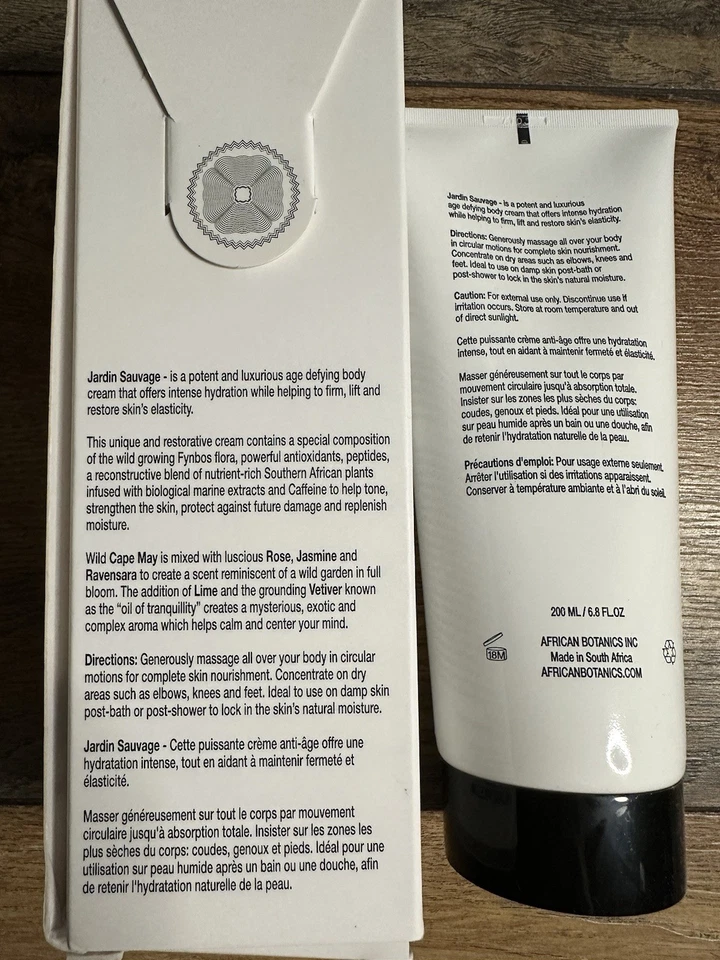 Jardin Sauvage - is a potent and luxurious age defying body
cream that offers intense hydration while helping to firm, lift and
restore skin's elasticity.
This unique and restorative cream contains a special composition
of the wild growing Fynbos flora, powerful antioxidants, peptides,
a reconstructive blend of nutrient-rich Southern African plants
infused with biological marine extracts and Caffeine to help tone,
strengthen the skin, protect against future damage and replenish
moisture.
Wild Cape May is mixed with luscious Rose, Jasmine and
Ravensara to create a scent reminiscent of a wild garden in full
bloom. The addition of Lime and the grounding Vetiver known
as the “oil of tranquillity” creates a mysterious, exotic and
complex aroma which helps calm and center your mind.
Directions: Generously massage all over your body in circular
motions for complete skin nourishment. Concentrate on dry
areas such as elbows, knees and feet. Ideal to use on damp skin
post-bath or post-shower to lock in the skin's natural moisture.
Jardin Sauvage - Cette puissante crème anti-âge offre une
hydratation intense, tout en aidant à maintenir fermeté et
élasticité.
Masser généreusement sur tout le corps par mouvement
circulaire jusqu'à absorption totale. Insister sur les zones les
plus sèches du corps: coudes, genoux et pieds. Idéal pour une
utilisation sur peau humide après un bain ou une douche, afin
de retenir l'hydratation naturelle de la peau.
Jardin Sauvage - is a potent and luxurious
age defying body cream that offers intense hydration
while helping to firm, lift and restore skin's elasticity.
Directions: Generously massage all over your body
in circular motions for complete skin nourishment.
Concentrate on dry areas such as elbows, knees and
feet. Ideal to use on damp skin post-bath or
post-shower to lock in the skin's natural moisture.
Caution: For external use only. Discontinue use if
irritation occurs. Store at room temperature and out
of direct sunlight.
Cette puissante crème anti-âge offre une hydratation
intense, tout en aidant à maintenir fermeté et élasticité.
Masser généreusement sur tout le corps par
mouvement circulaire jusqu'à absorption totale.
Insister sur les zones les plus sèches du corps:
coudes, genoux et pieds. Idéal pour une utilisation
sur peau humide après un bain ou une douche, afin
de retenir l'hydratation naturelle de la peau.
Précautions d'emploi: Pour usage externe seulement.
Arrêter l'utilisation si des irritations apparaissent.
Conserver à température ambiante et à l'abri du soleil.
200 ML / 6.8 FL.OZ
18M
AFRICAN BOTANICS INC
Made in South Africa
AFRICANBOTANICS.COM